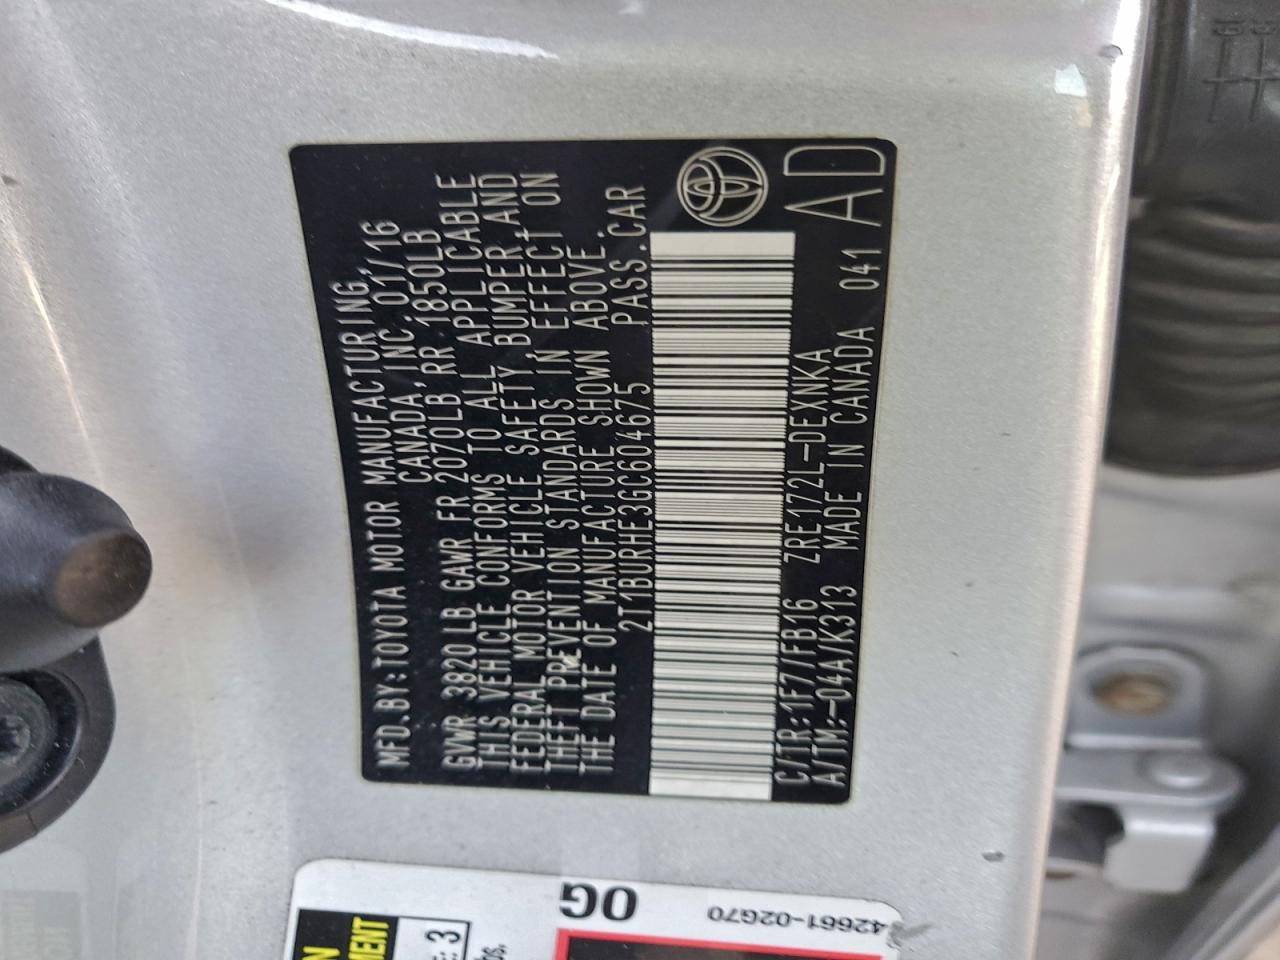 MFD.BY:TOYOTA MOTOR MANUFACTURING,
CANADA,INC. 01/16
GVWR 3820LB GAWR FR 2070LB RR 1850LB
THIS VEHICLE CONFORMS TO ALL APPLICABLE
FEDERAL MOTOR VEHICLE SAFETY,BUMPER,AND
THEFT PREVENTION STANDARDS IN EFFECT ON
THE DATE OF MANUFACTURE SHOWN ABOVE.
2T1BURHE3GC604675 PASS.CAR
C/TR:1F7/FB16 ZRE172L-DEXNKA
A/TM:-04A/K313 MADE IN CANADA 041
AD
OG
42661-02G70